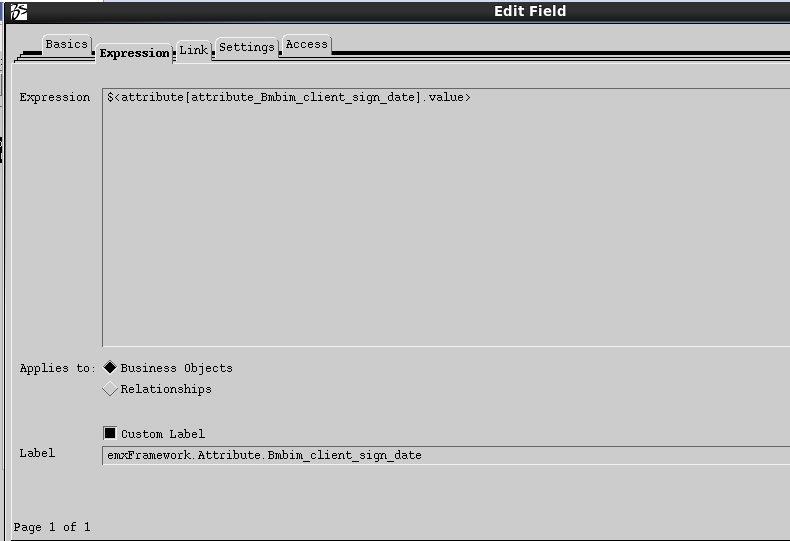 Edit Field
Basics Expression Link Settings Access
Expression $<attribute[attribute_Bmbim_client_sign_date].value>
Applies to: Business Objects
Relationships
Custom Label
Label emxFramework.Attribute.Bmbim_client_sign_date
Page 1 of 1